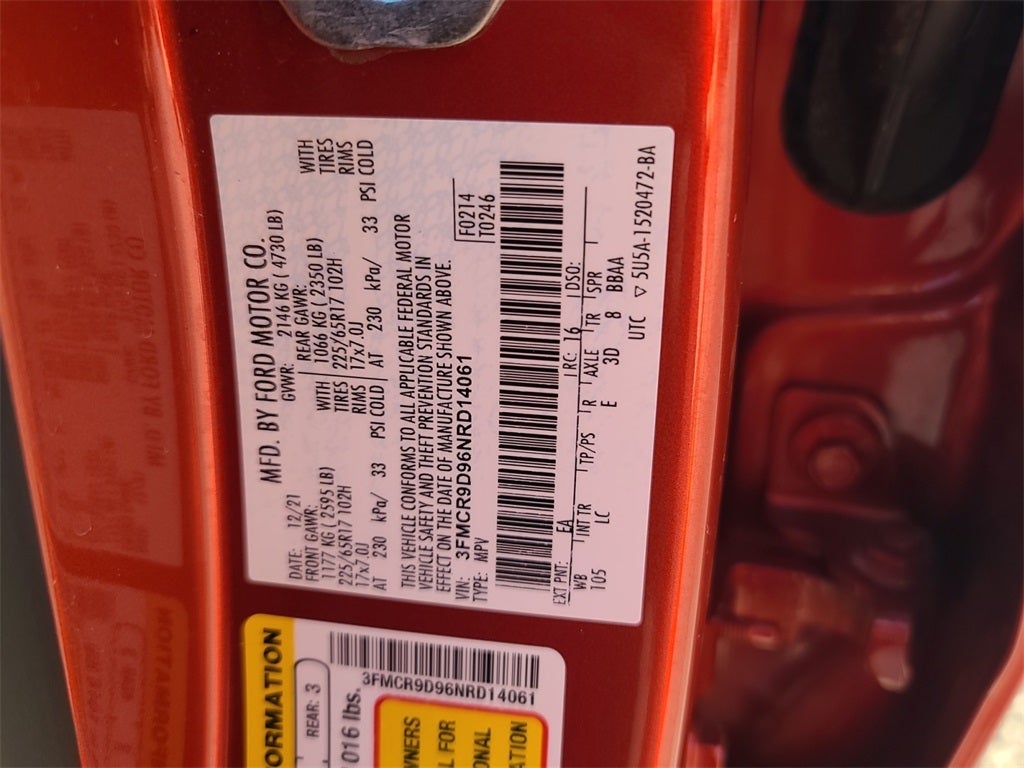 MFD. BY FORD MOTOR CO.
DATE: 12/21 GVWR: 2146 KG ( 4730 LB)
FRONT GAWR: REAR GAWR:
1177 KG ( 2595 LB) WITH 1066 KG ( 2350 LB) WITH
225/65R17 102H TIRES 225/65R17 102H TIRES
17x7.0J RIMS 17x7.0J RIMS
AT 230 kPa/ 33 PSI COLD AT 230 kPa/ 33 PSI COLD
THIS VEHICLE CONFORMS TO ALL APPLICABLE FEDERAL MOTOR
VEHICLE SAFETY AND THEFT PREVENTION STANDARDS IN
EFFECT ON THE DATE OF MANUFACTURE SHOWN ABOVE.
VIN: 3FMCR9D96NRD14061 F0214
TYPE: MPV T0246
EXT PNT: EA RC: 16 DSO:
WB INT TR TP/PS R AXLE TR SPR
105 LC E 3D 8 BBAA
UTC ▽ 5U5A-1520472-BA
ORMATION
REAR: 3
016 lbs.
3FMCR9D96NRD14061
WNERS
L FOR
ONAL
ATION